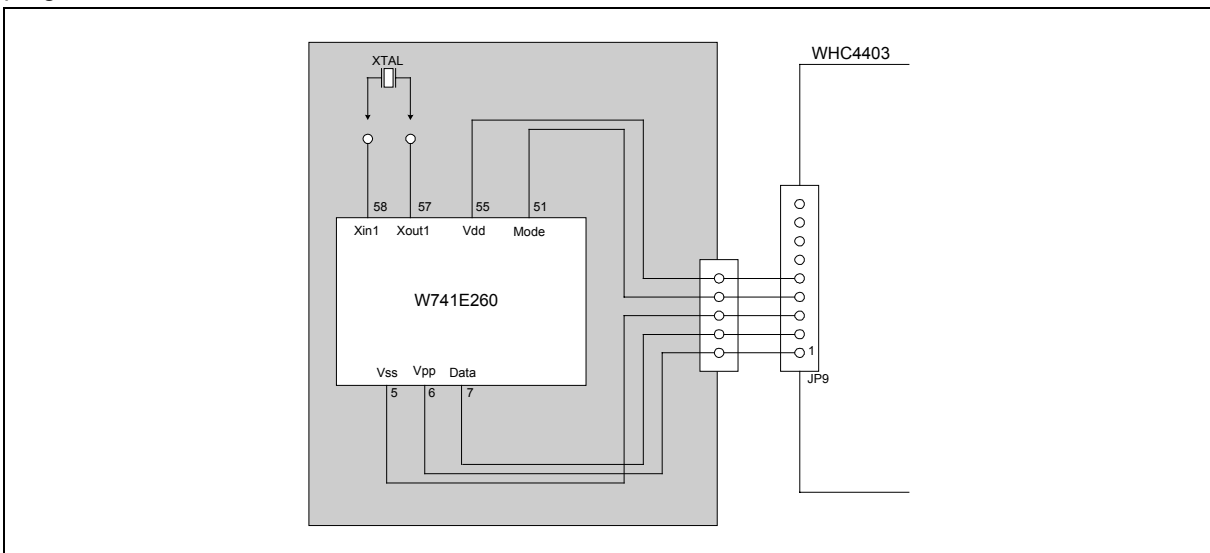 WHC4403
XTAL
58 57 55 51
Xin1 Xout1 Vdd Mode
W741E260
Vss Vpp Data
5 6 7
1
JP9